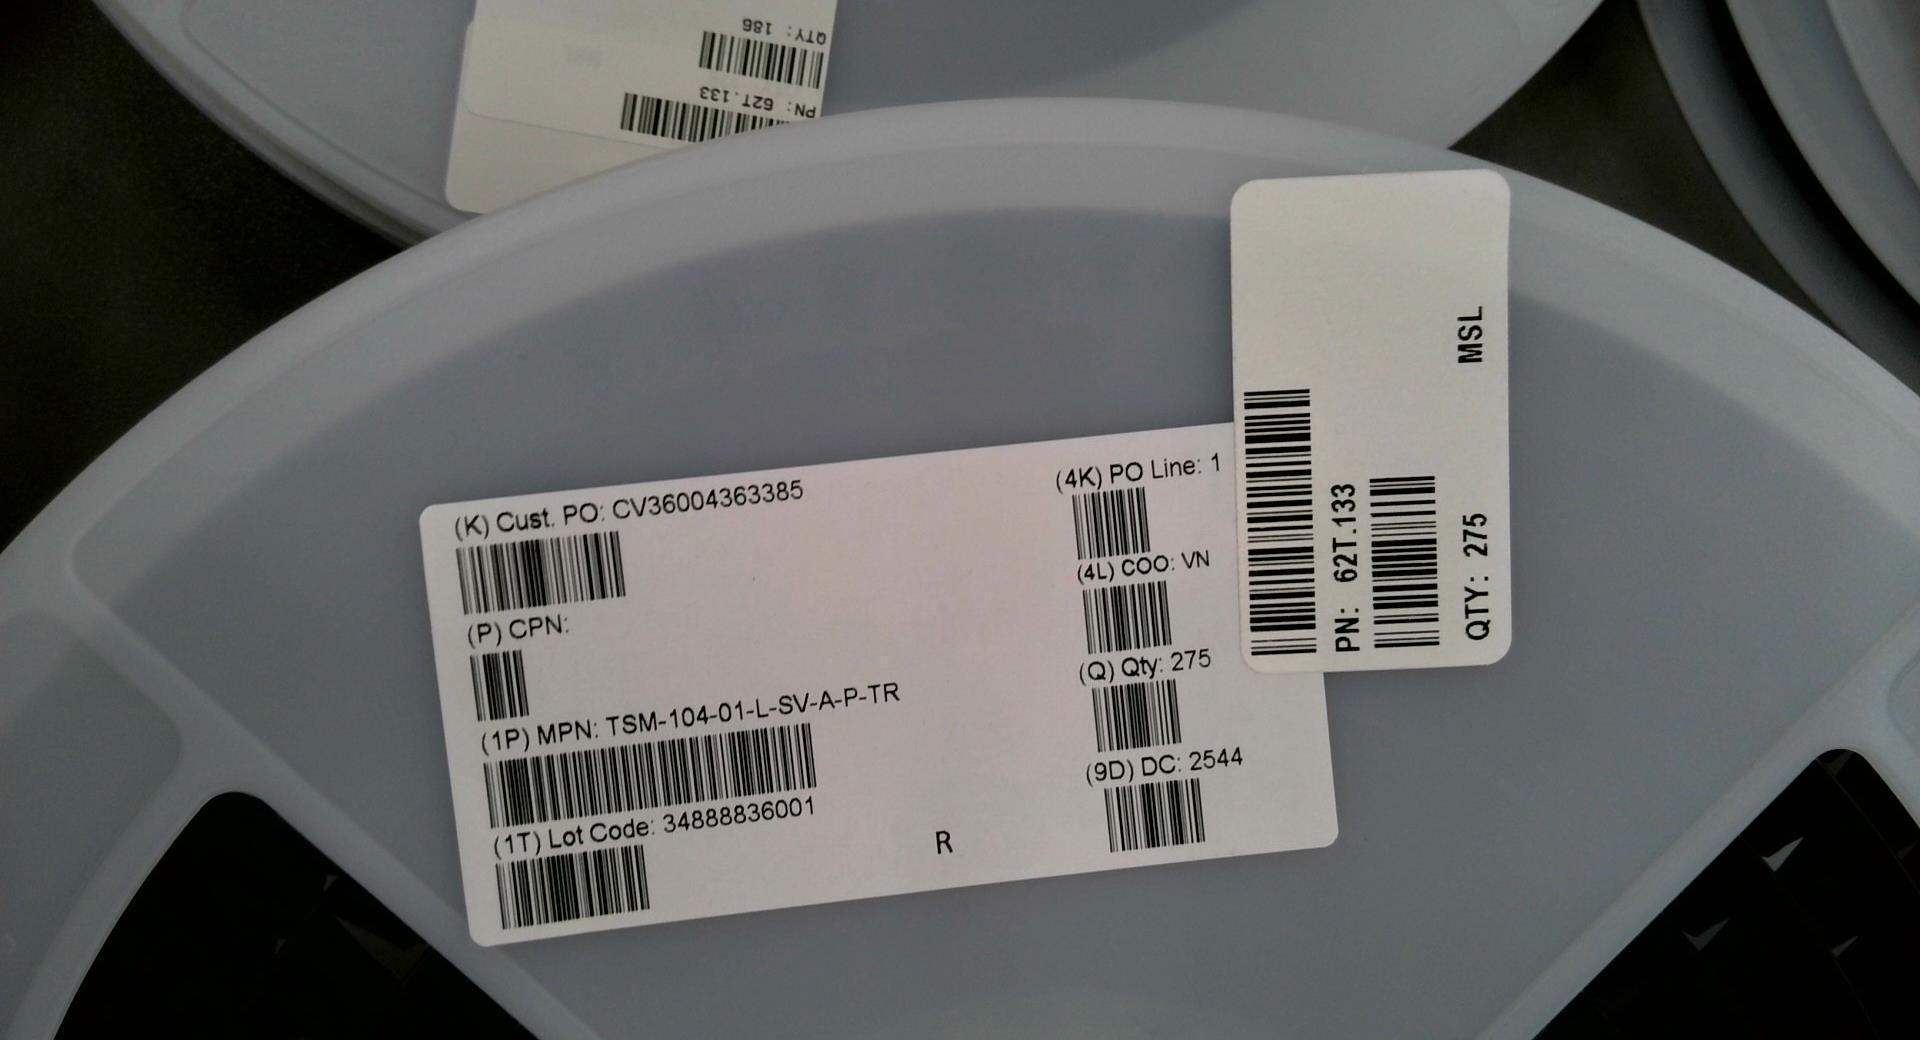 QTY: 186
PN: 62T.133
(K) Cust. PO: CV36004363385
(P) CPN:
(1P) MPN: TSM-104-01-L-SV-A-P-TR
(1T) Lot Code: 34888836001
R
(4K) PO Line: 1
(4L) COO: VN
(Q) Qty: 275
(9D) DC: 2544
PN: 62T.133
QTY: 275
MSL